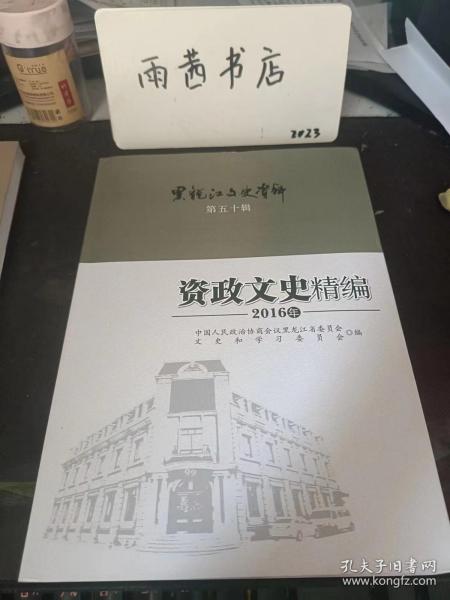 true
雨茜书店
2023
黑龙江文史资料
第五十辑
资政文史精编
2016年
中国人民政治协商会议黑龙江省委员会
文史和学习委员会 ◎编
孔夫子旧书网
www.kongfz.com